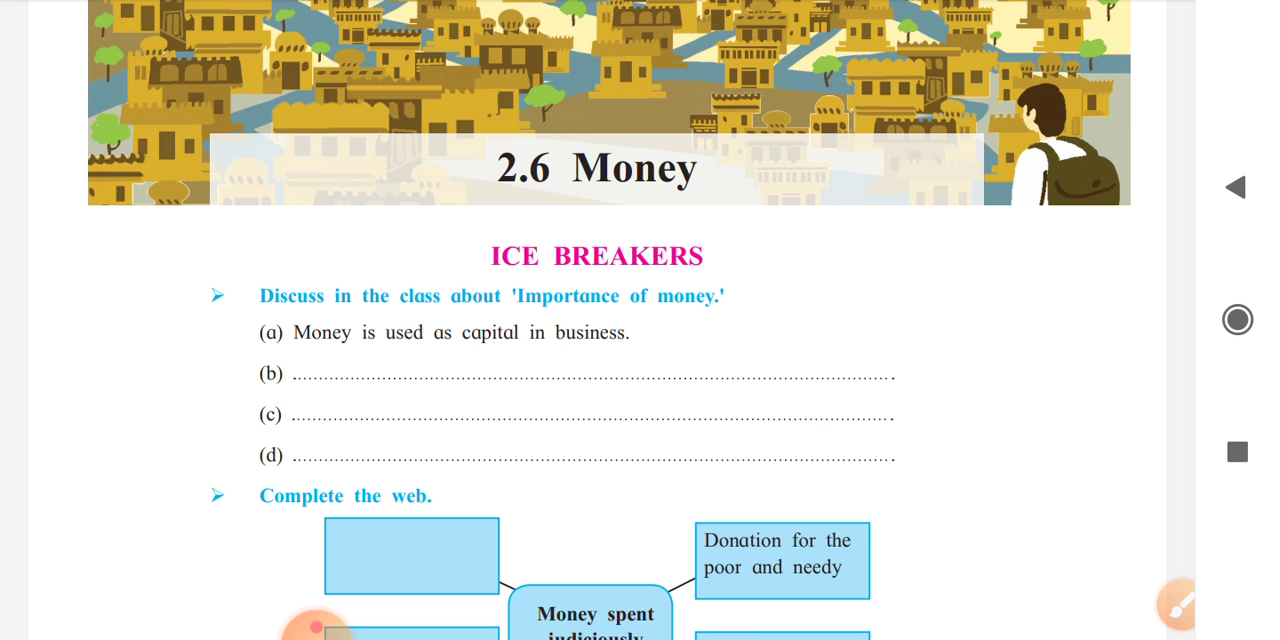 2.6 Money
ICE BREAKERS
➢ Discuss in the class about 'Importance of money.'
(a) Money is used as capital in business.
(b) ........................................................................................................
(c) ........................................................................................................
(d) ........................................................................................................
➢ Complete the web.
Donation for the
poor and needy
Money spent
judiciously